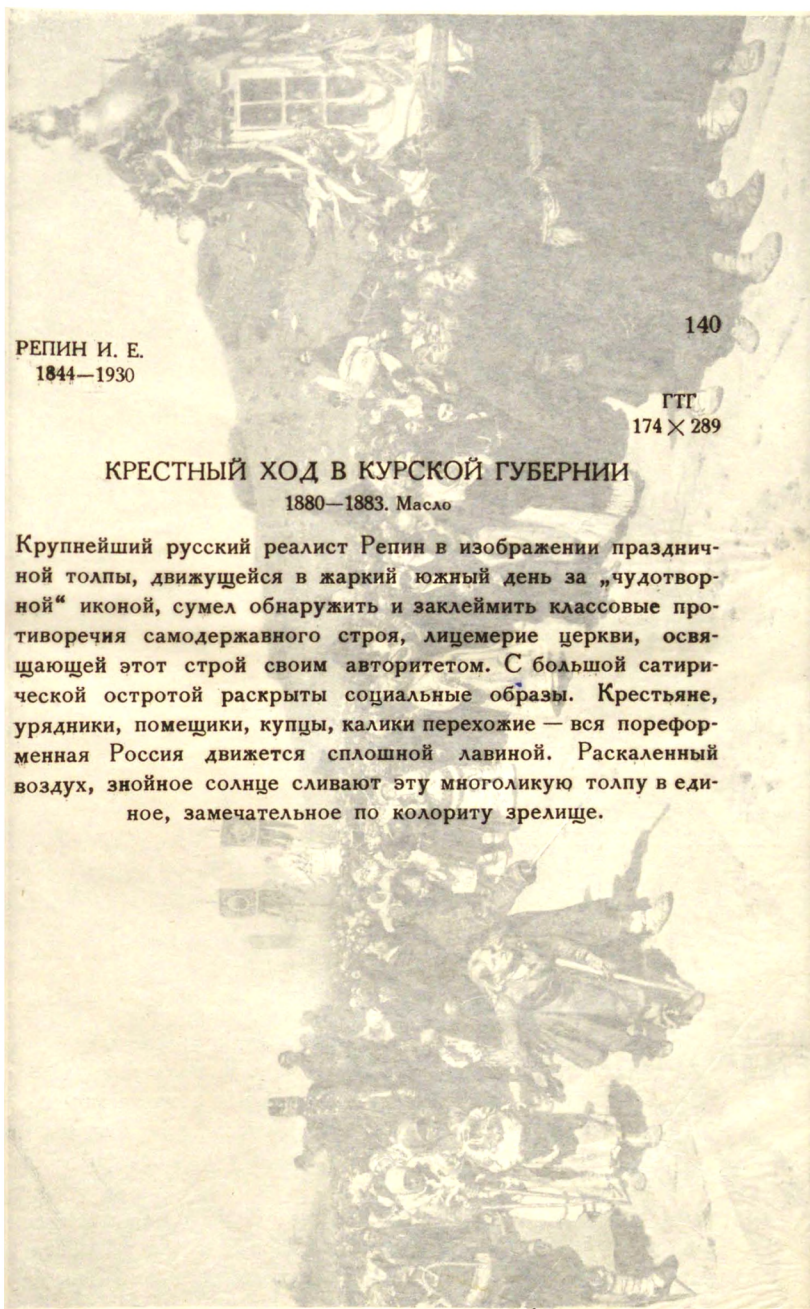 140
РЕПИН И. Е.
1844—1930
ГТГ
174 × 289
КРЕСТНЫЙ ХОД В КУРСКОЙ ГУБЕРНИИ
1880—1883. Масло
Крупнейший русский реалист Репин в изображении празднич-
ной толпы, движущейся в жаркий южный день за „чудотвор-
ной“ иконой, сумел обнаружить и заклеймить классовые про-
тиворечия самодержавного строя, лицемерие церкви, освя-
щающей этот строй своим авторитетом. С большой сатири-
ческой остротой раскрыты социальные образы. Крестьяне,
урядники, помещики, купцы, калики перехожие — вся порефор-
менная Россия движется сплошной лавиной. Раскаленный
воздух, знойное солнце сливают эту многоликую толпу в еди-
ное, замечательное по колориту зрелище.